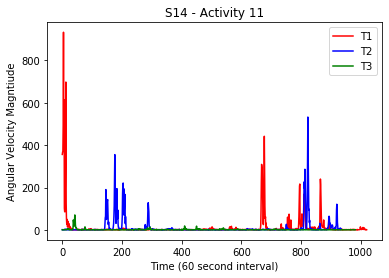 S14 - Activity 11
T1
T2
T3
Angular Velocity Magntiude
800
600
400
200
0
0 200 400 600 800 1000
Time (60 second interval)